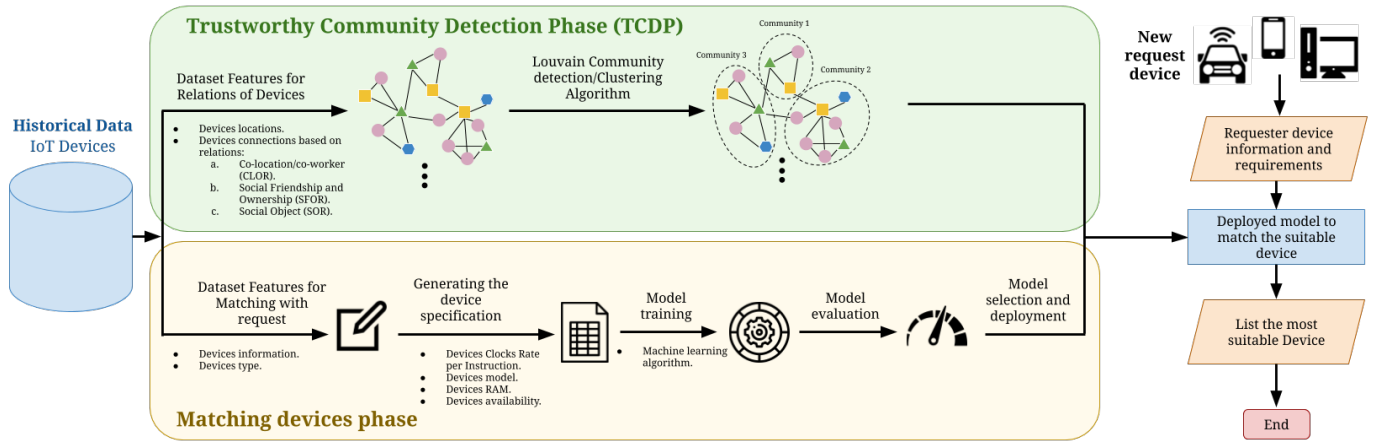 Trustworthy Community Detection Phase (TCDP)
Dataset Features for
Relations of Devices
● Devices locations.
● Devices connections based on
relations:
a. Co-location/co-worker
(CLOR).
b. Social Friendship and
Ownership (SFOR).
c. Social Object (SOR).
Louvain Community
detection/Clustering
Algorithm
Community 1
Community 3
Community 2
Historical Data
IoT Devices
Dataset Features for
Matching with
request
● Devices information.
● Devices type.
Generating the
device
specification
● Devices Clocks Rate
per Instruction.
● Devices model.
● Devices RAM.
● Devices availability.
Model
training
● Machine learning
algorithm.
Model
evaluation
Model
selection and
deployment
Matching devices phase
New
request
device
Requester device
information and
requirements
Deployed model to
match the suitable
device
List the most
suitable Device
End